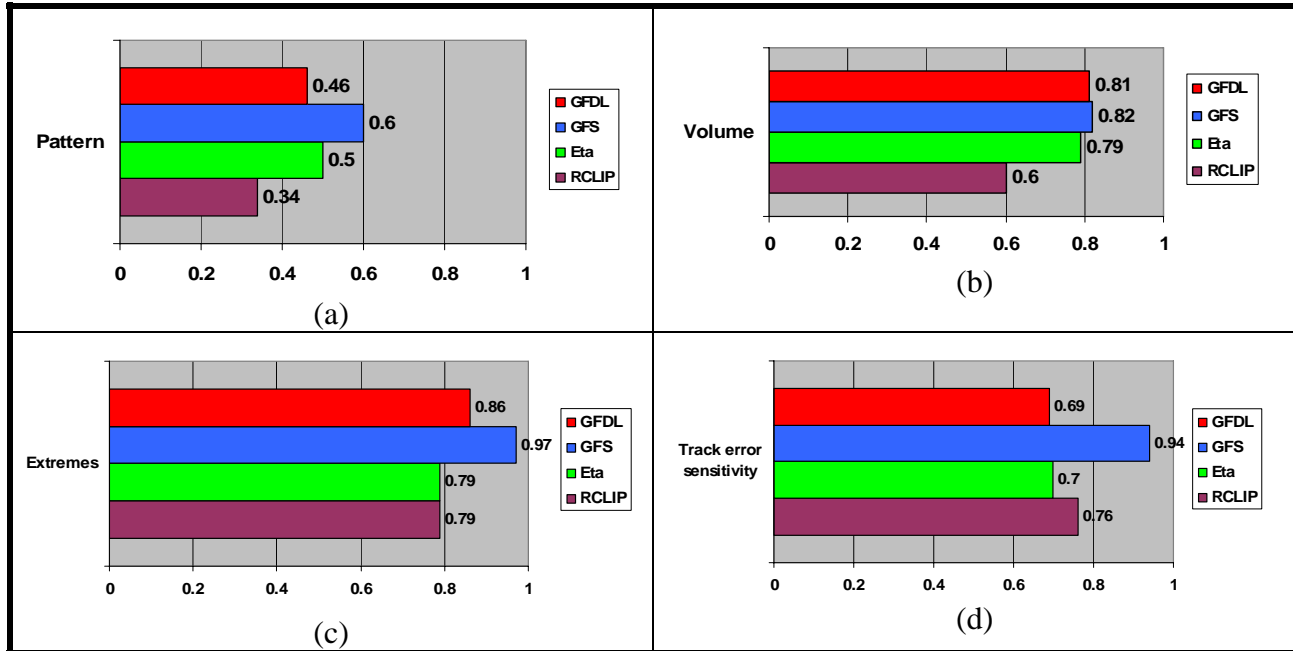 Pattern
0.46
0.6
0.5
0.34
0 0.2 0.4 0.6 0.8 1
GFDL
GFS
Eta
RCLIP
(a)
Volume
0.81
0.82
0.79
0.6
0 0.2 0.4 0.6 0.8 1
GFDL
GFS
Eta
RCLIP
(b)
Extremes
0.86
0.97
0.79
0.79
0 0.2 0.4 0.6 0.8 1
GFDL
GFS
Eta
RCLIP
(c)
Track error
sensitivity
0.69
0.94
0.7
0.76
0 0.2 0.4 0.6 0.8 1
GFDL
GFS
Eta
RCLIP
(d)